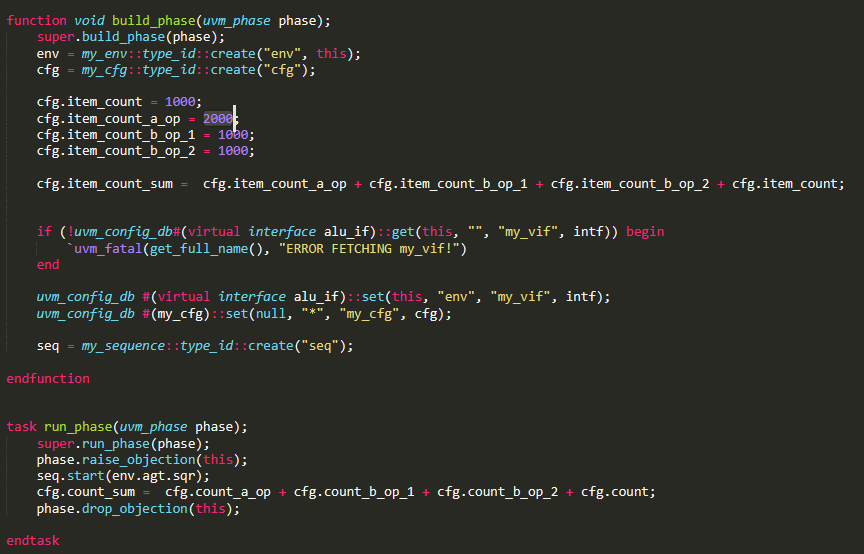 function void build_phase(uvm_phase phase);
super.build_phase(phase);
env = my_env::type_id::create("env", this);
cfg = my_cfg::type_id::create("cfg");
cfg.item_count = 1000;
cfg.item_count_a_op = 2000;
cfg.item_count_b_op_1 = 1000;
cfg.item_count_b_op_2 = 1000;
cfg.item_count_sum =  cfg.item_count_a_op + cfg.item_count_b_op_1 + cfg.item_count_b_op_2 + cfg.item_count;
if (!uvm_config_db#(virtual interface alu_if)::get(this, "", "my_vif", intf)) begin
`uvm_fatal(get_full_name(), "ERROR FETCHING my_vif!")
end
uvm_config_db #(virtual interface alu_if)::set(this, "env", "my_vif", intf);
uvm_config_db #(my_cfg)::set(null, "*", "my_cfg", cfg);
seq = my_sequence::type_id::create("seq");
endfunction
task run_phase(uvm_phase phase);
super.run_phase(phase);
phase.raise_objection(this);
seq.start(env.agt.sqr);
cfg.count_sum =  cfg.count_a_op + cfg.count_b_op_1 + cfg.count_b_op_2 + cfg.count;
phase.drop_objection(this);
endtask